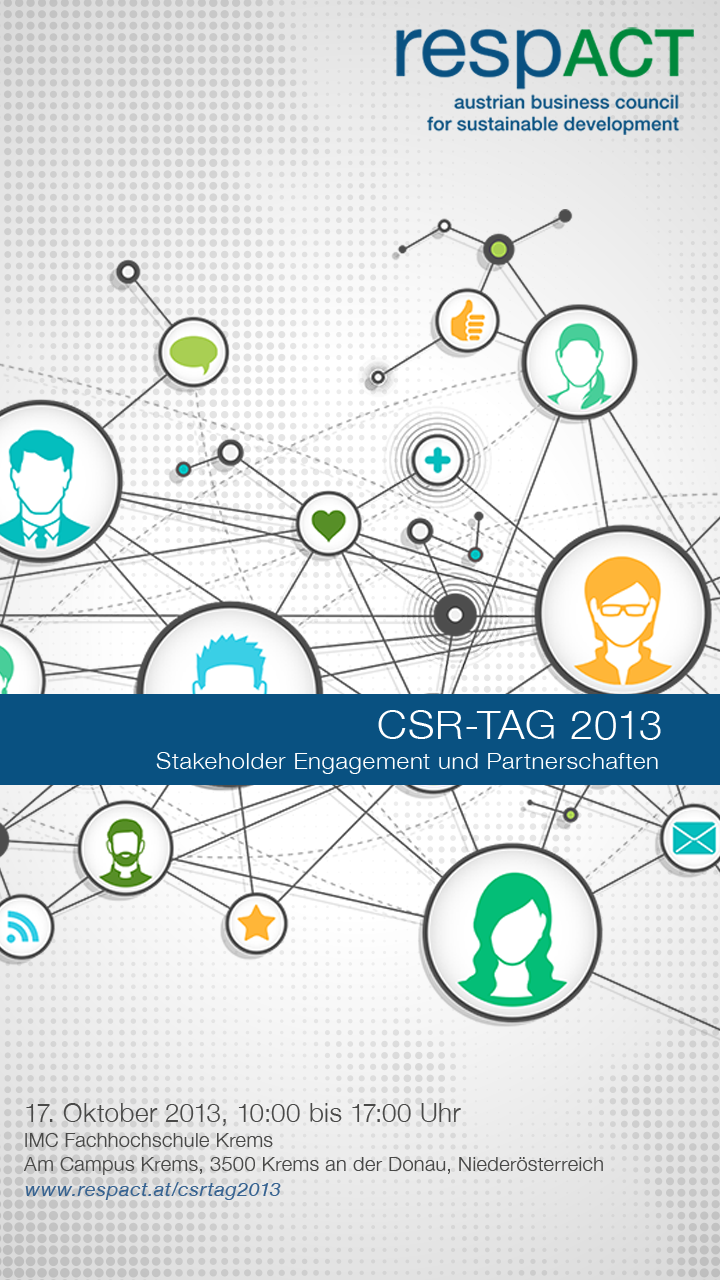 respACT
austrian business council
for sustainable development
CSR-TAG 2013
Stakeholder Engagement und Partnerschaften
17. Oktober 2013, 10:00 bis 17:00 Uhr
IMC Fachhochschule Krems
Am Campus Krems, 3500 Krems an der Donau, Niederösterreich
www.respact.at/csrtag2013